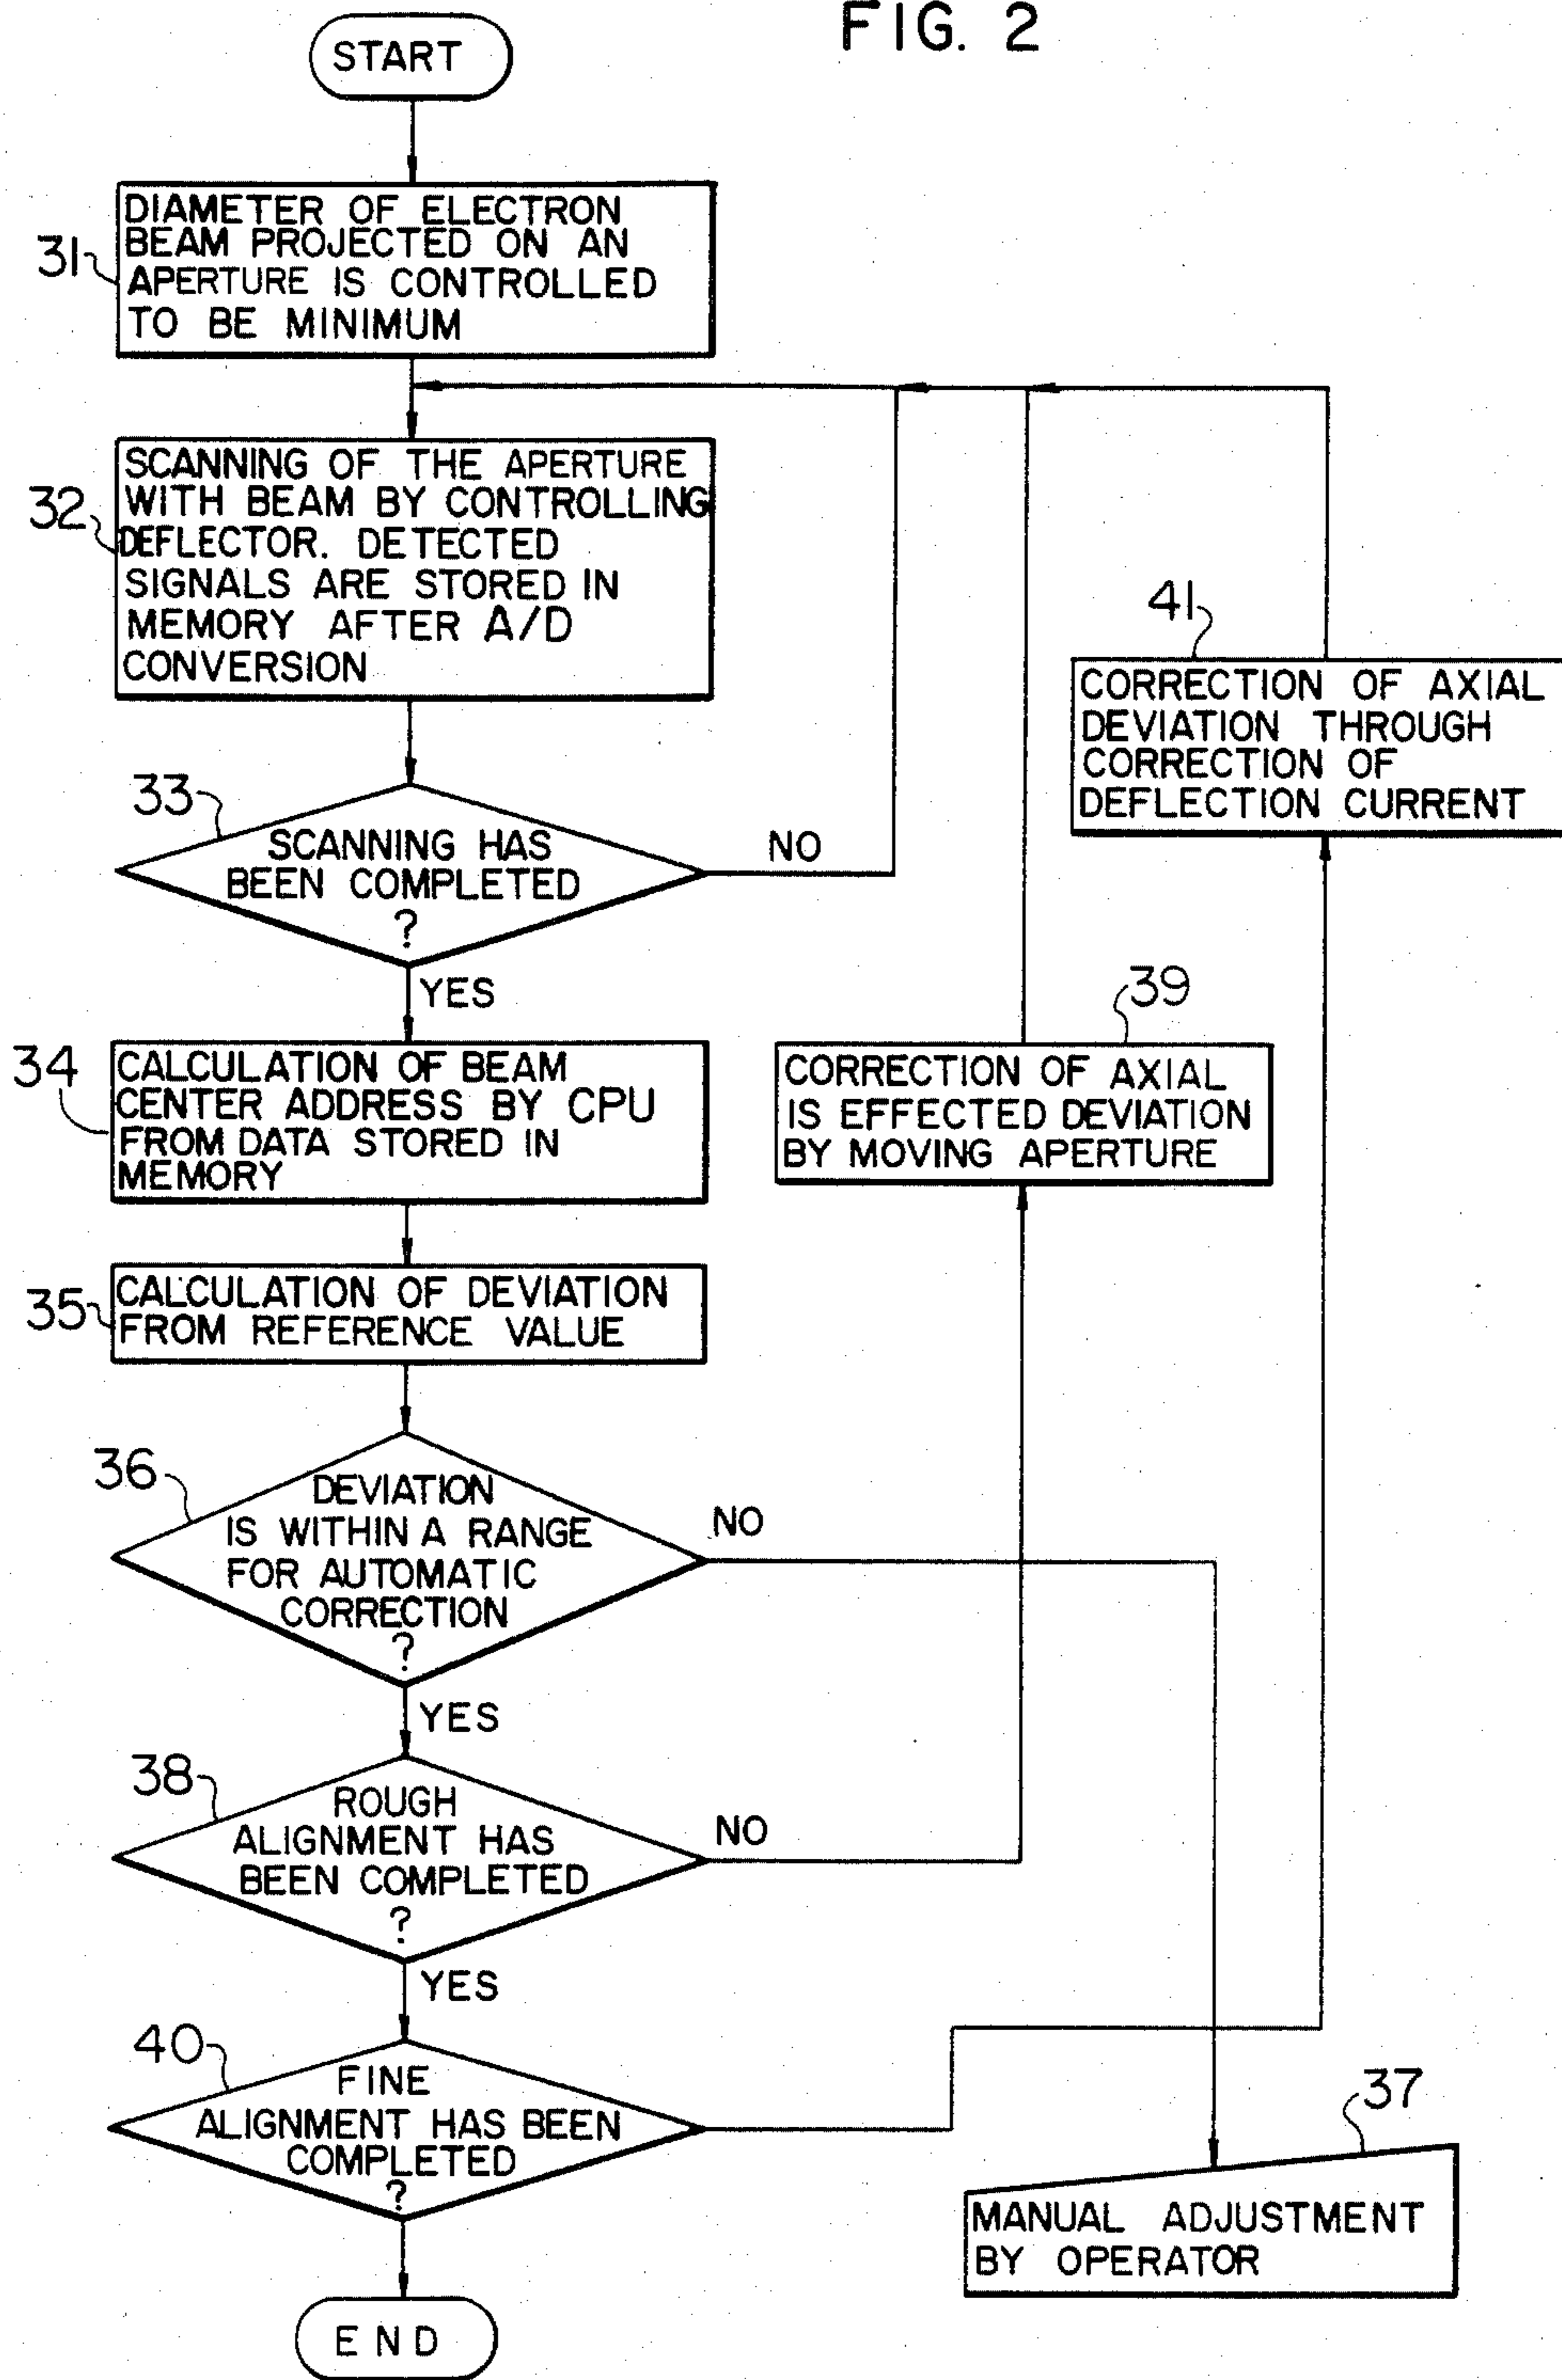 FIG. 2
START
31
DIAMETER OF ELECTRON
BEAM PROJECTED ON AN
APERTURE IS CONTROLLED
TO BE MINIMUM
32
SCANNING OF THE APERTURE
WITH BEAM BY CONTROLLING
DEFLECTOR. DETECTED
SIGNALS ARE STORED IN
MEMORY AFTER A/D
CONVERSION
41
CORRECTION OF AXIAL
DEVIATION THROUGH
CORRECTION OF
DEFLECTION CURRENT
33
SCANNING HAS
BEEN COMPLETED
?
NO
YES
39
CORRECTION OF AXIAL
IS EFFECTED DEVIATION
BY MOVING APERTURE
34
CALCULATION OF BEAM
CENTER ADDRESS BY CPU
FROM DATA STORED IN
MEMORY
35
CALCULATION OF DEVIATION
FROM REFERENCE VALUE
36
DEVIATION
IS WITHIN A RANGE
FOR AUTOMATIC
CORRECTION
?
NO
YES
38
ROUGH
ALIGNMENT HAS
BEEN COMPLETED
?
NO
YES
40
FINE
ALIGNMENT HAS BEEN
COMPLETED
?
37
MANUAL ADJUSTMENT
BY OPERATOR
END